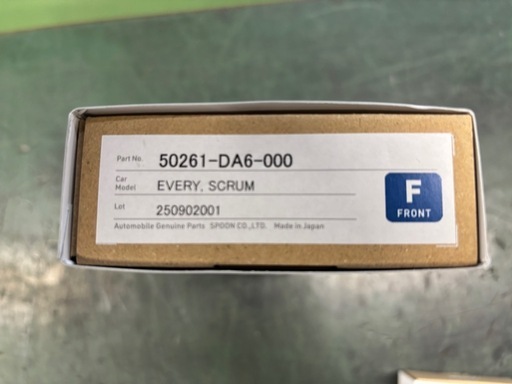 Part No. 50261-DA6-000
Car Model EVERY, SCRUM
Lot 250902001
Automobile Genuine Parts SPOON CO.,LTD. Made in Japan
F
FRONT